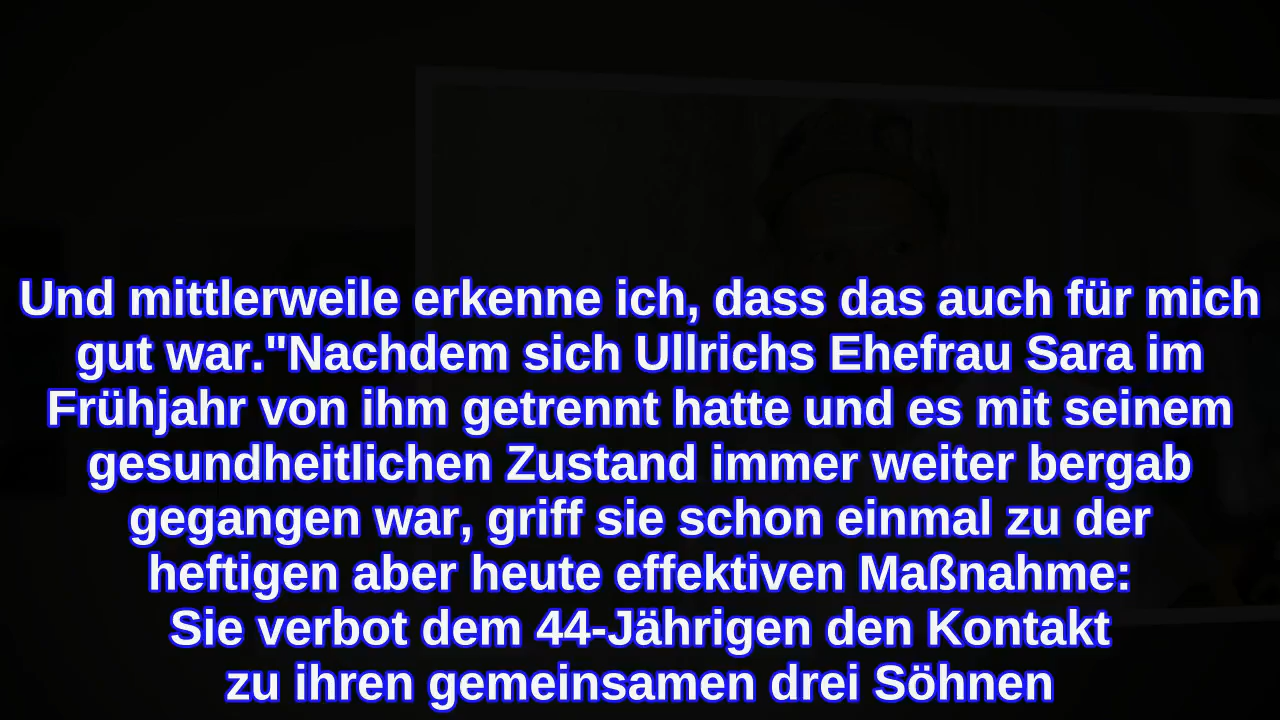 Und mittlerweile erkenne ich, dass das auch für mich
gut war."Nachdem sich Ullrichs Ehefrau Sara im
Frühjahr von ihm getrennt hatte und es mit seinem
gesundheitlichen Zustand immer weiter bergab
gegangen war, griff sie schon einmal zu der
heftigen aber heute effektiven Maßnahme:
Sie verbot dem 44-Jährigen den Kontakt
zu ihren gemeinsamen drei Söhnen